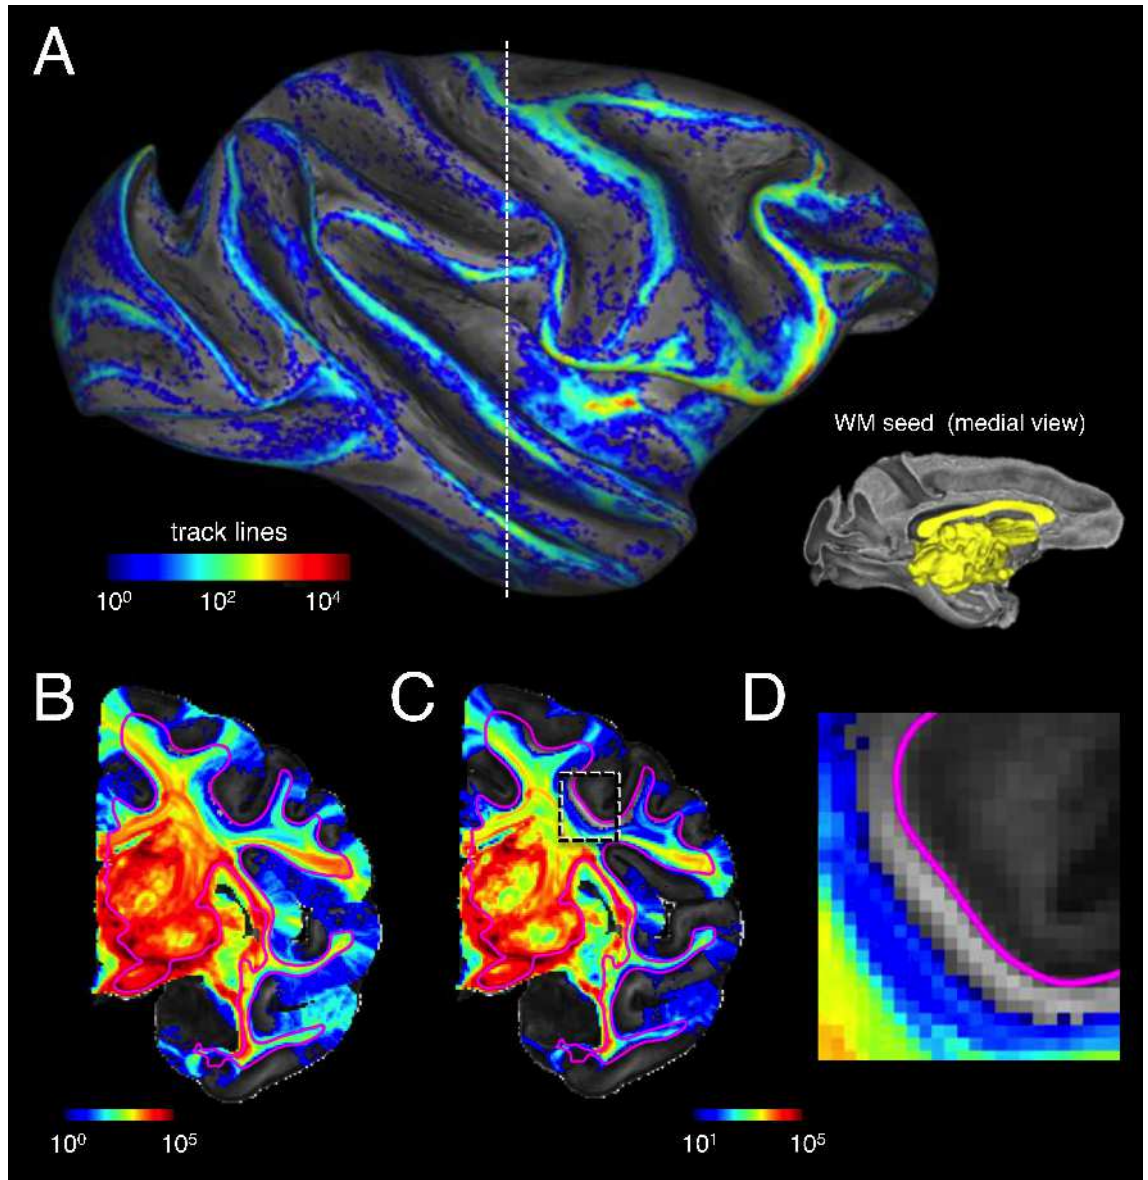 A
WM seed (medial view)
track lines
10⁰ 10² 10⁴
B C D
10⁰ 10⁵ 10¹ 10⁵